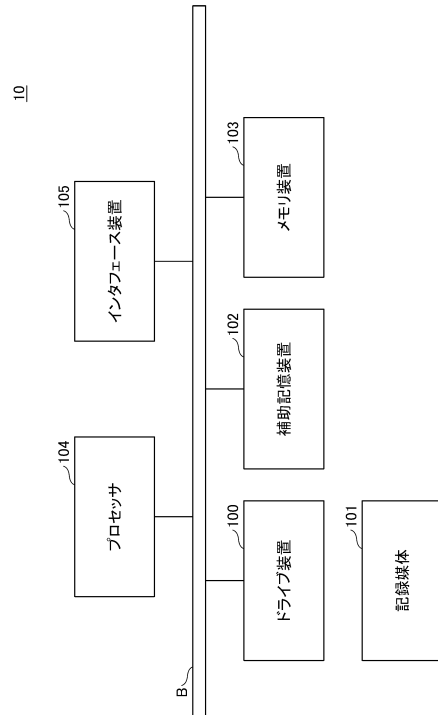 10
104
プロセッサ
105
インタフェース装置
B
100
ドライブ装置
102
補助記憶装置
103
メモリ装置
101
記録媒体